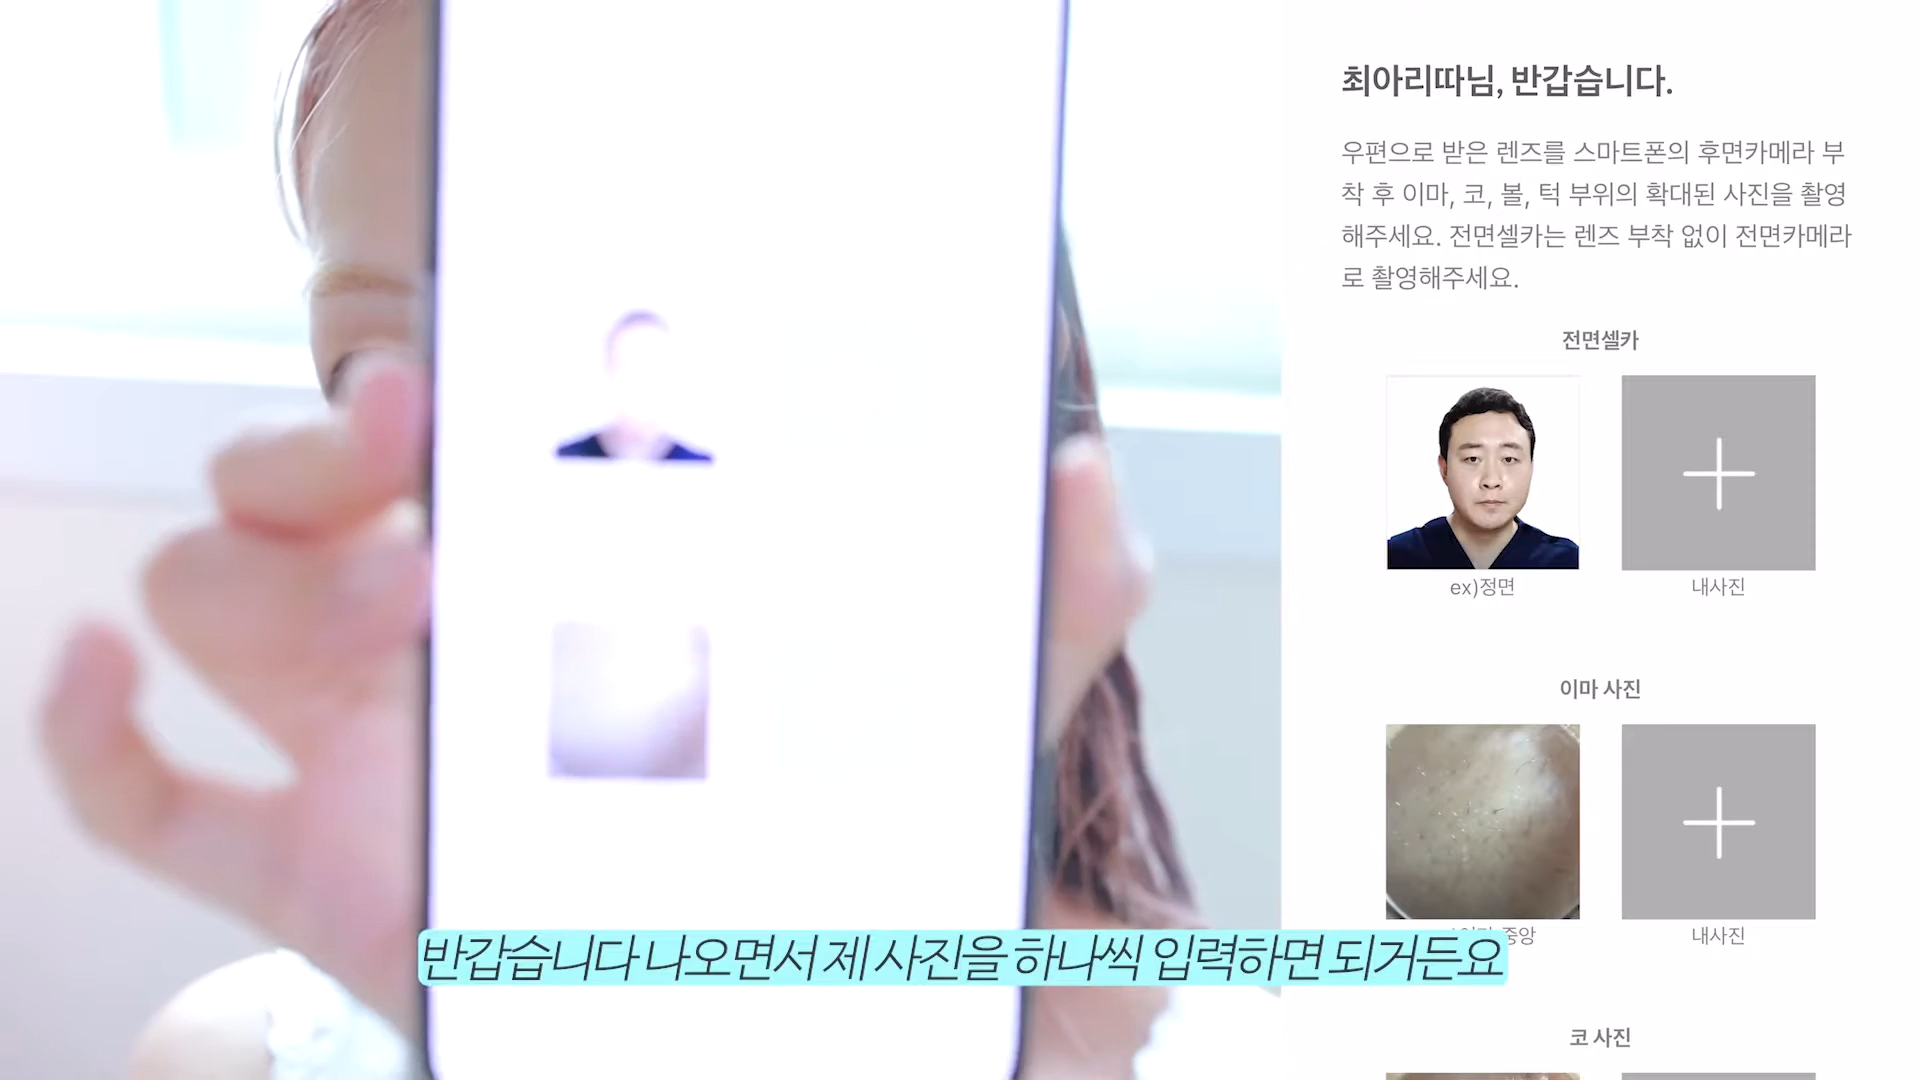 최아리따님, 반갑습니다.
우편으로 받은 렌즈를 스마트폰의 후면카메라 부
착 후 이마, 코, 볼, 턱 부위의 확대된 사진을 촬영
해주세요. 전면셀카는 렌즈 부착 없이 전면카메라
로 촬영해주세요.
전면셀카
ex)정면
내사진
이마 사진
중앙
내사진
반갑습니다 나오면서 제 사진을 하나씩 입력하면 되거든요
코 사진